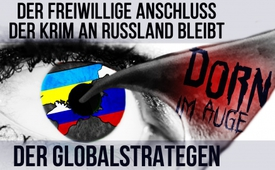 DER FREIWILLIGE ANSCHLUSS
DER KRIM AN RUSSLAND BLEIBT
DORN
IM AUGE
DER GLOBALSTRATEGEN